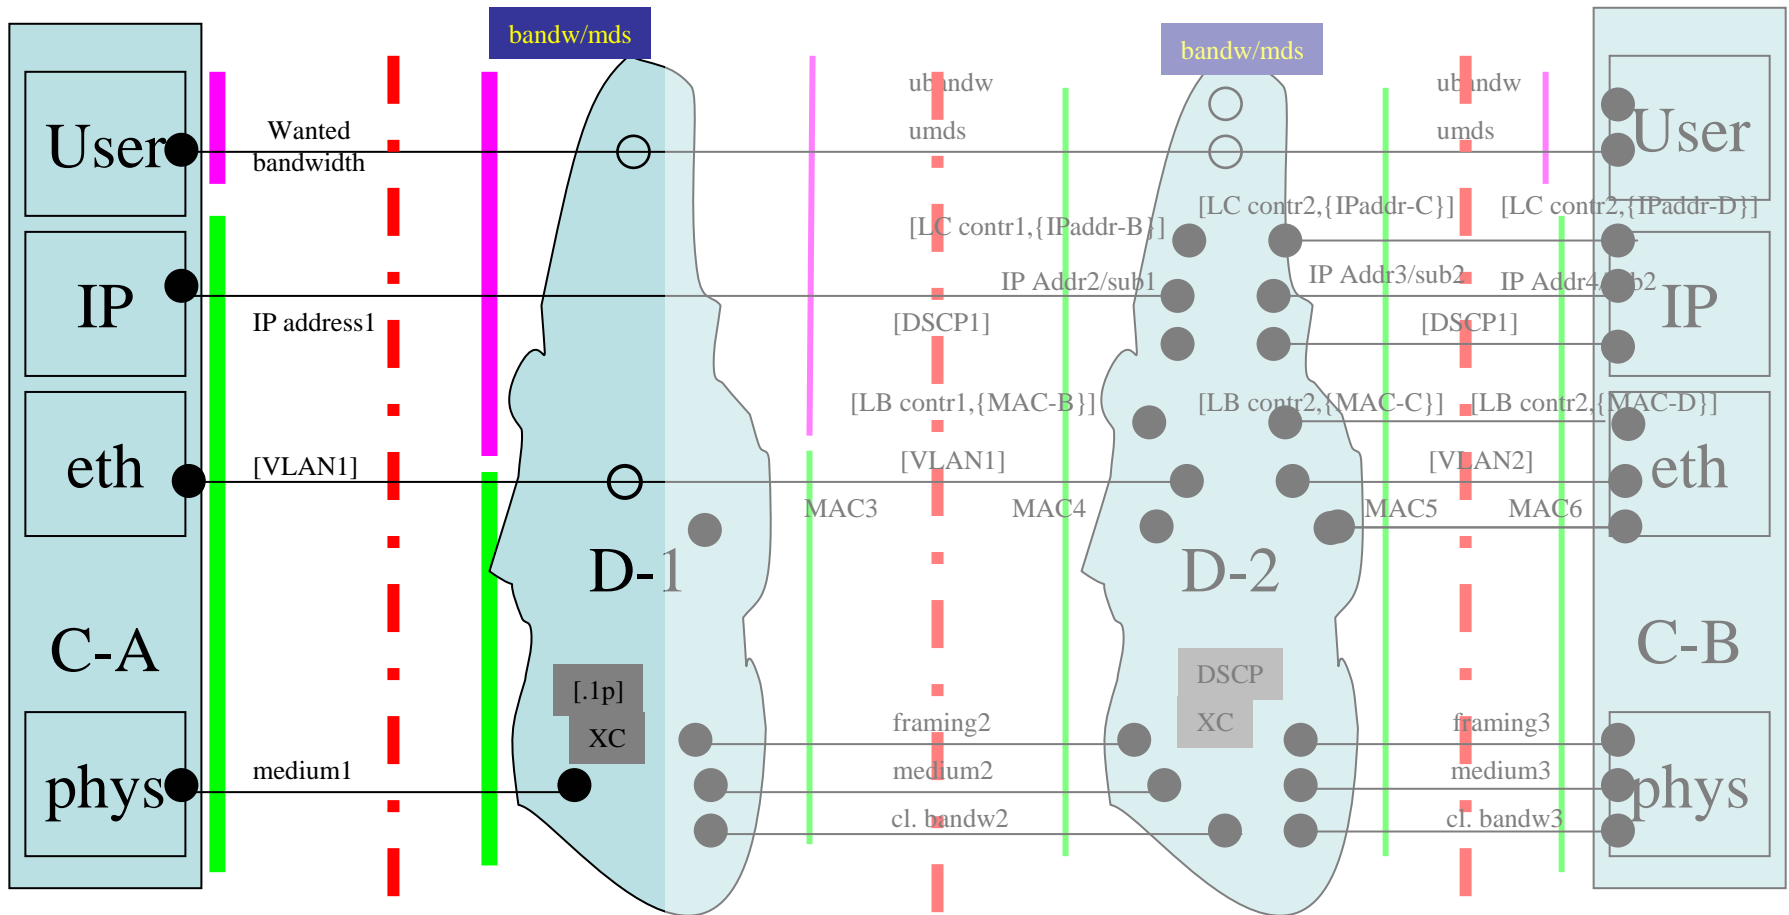 bandw/mds
bandw/mds
ubandw
ubandw
User
Wanted
bandwidth
umds
umds
User
[LC contr1,{IPaddr-B}]
[LC contr2,{IPaddr-C}]
[LC contr2,{IPaddr-D}]
IP
IP address1
IP Addr2/sub1
IP Addr3/sub2
IP Addr4/sub2
IP
[DSCP1]
[DSCP1]
[LB contr1,{MAC-B}]
[LB contr2,{MAC-C}]
[LB contr2,{MAC-D}]
eth
[VLAN1]
[VLAN1]
[VLAN2]
eth
MAC3
MAC4
MAC5
MAC6
D-1
D-2
C-A
C-B
[.1p]
DSCP
XC
XC
framing2
framing3
phys
medium1
medium2
medium3
phys
cl. bandw2
cl. bandw3